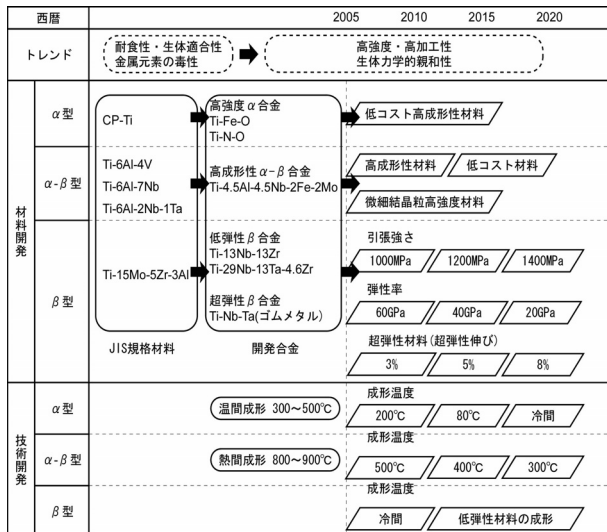 西暦
2005 2010 2015 2020
トレンド
耐食性・生体適合性
金属元素の毒性
高強度・高加工性
生体力学的親和性
材料開発
α型
CP-Ti
高強度α合金
Ti-Fe-O
Ti-N-O
低コスト高成形性材料
α-β型
Ti-6Al-4V
Ti-6Al-7Nb
Ti-6Al-2Nb-1Ta
高成形性α-β合金
Ti-4.5Al-4.5Nb-2Fe-2Mo
高成形性材料 低コスト材料
微細結晶粒高強度材料
β型
Ti-15Mo-5Zr-3Al
低弾性β合金
Ti-13Nb-13Zr
Ti-29Nb-13Ta-4.6Zr
超弾性β合金
Ti-Nb-Ta(ゴムメタル)
引張強さ
1000MPa 1200MPa 1400MPa
弾性率
60GPa 40GPa 20GPa
超弾性材料(超弾性伸び)
3% 5% 8%
JIS規格材料 開発合金
技術開発
α型
温間成形 300～500℃
成形温度
200℃ 80℃ 冷間
α-β型
熱間成形 800～900℃
成形温度
500℃ 400℃ 300℃
β型
成形温度
冷間 低弾性材料の成形